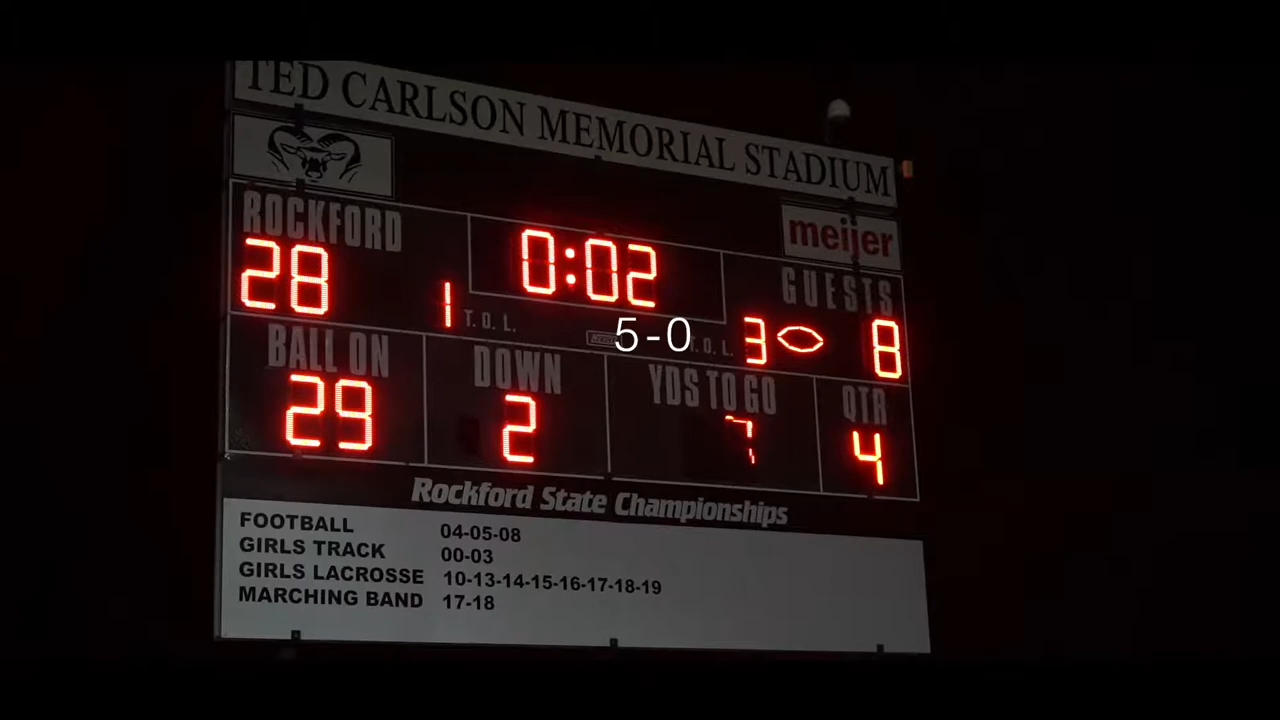 TED CARLSON MEMORIAL STADIUM
meijer
ROCKFORD
28
0:02
GUESTS
1 T.O.L.
5-0
T.O.L. 3
8
BALL ON
29
DOWN
2
YDS TO GO
7
QTR
4
Rockford State Championships
FOOTBALL 04-05-08
GIRLS TRACK 00-03
GIRLS LACROSSE 10-13-14-15-16-17-18-19
MARCHING BAND 17-18